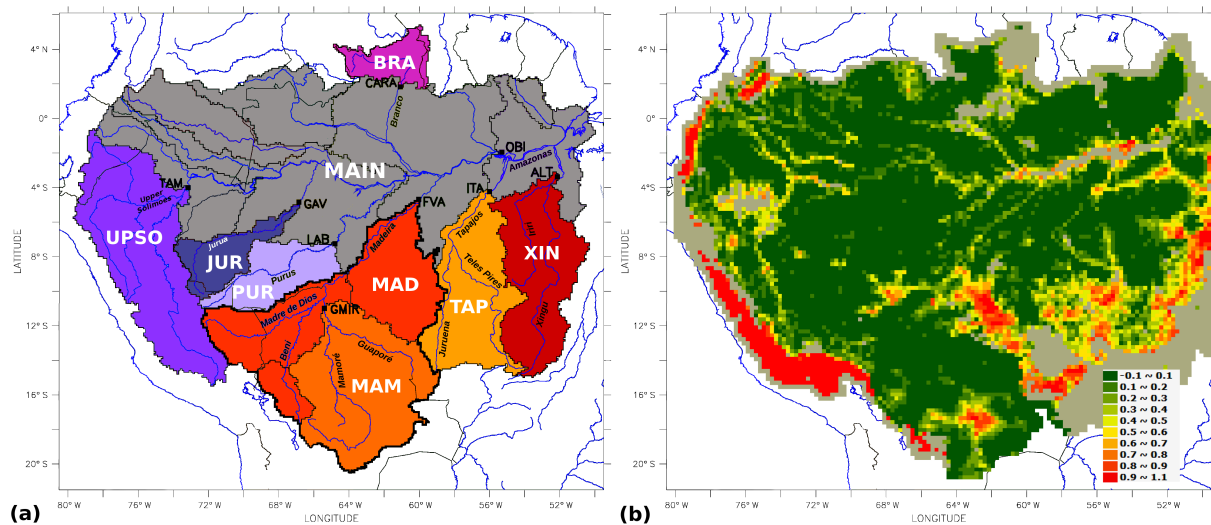 4° N
0°
4° S
8° S
12° S
16° S
20° S
LATITUDE
80° W
76° W
72° W
68° W
64° W
60° W
56° W
52° W
LONGITUDE
(a)
BRA
CARA
Branco
MAIN
OBI
Amazonas
ALT
ITA
TAM
Upper
Solimoes
GAV
FVA
UPSO
Jurua
JUR
LAB
Purus
PUR
Madeira
MAD
Tapajos
Teles Pires
TAP
Juruena
Iriri
XIN
Xingu
Madre de Dios
GMIR
Beni
Mamoré
Guaporé
MAM
4° N
0°
4° S
8° S
12° S
16° S
20° S
LATITUDE
80° W
76° W
72° W
68° W
64° W
60° W
56° W
52° W
LONGITUDE
(b)
-0.1 ~ 0.1
0.1 ~ 0.2
0.2 ~ 0.3
0.3 ~ 0.4
0.4 ~ 0.5
0.5 ~ 0.6
0.6 ~ 0.7
0.7 ~ 0.8
0.8 ~ 0.9
0.9 ~ 1.1